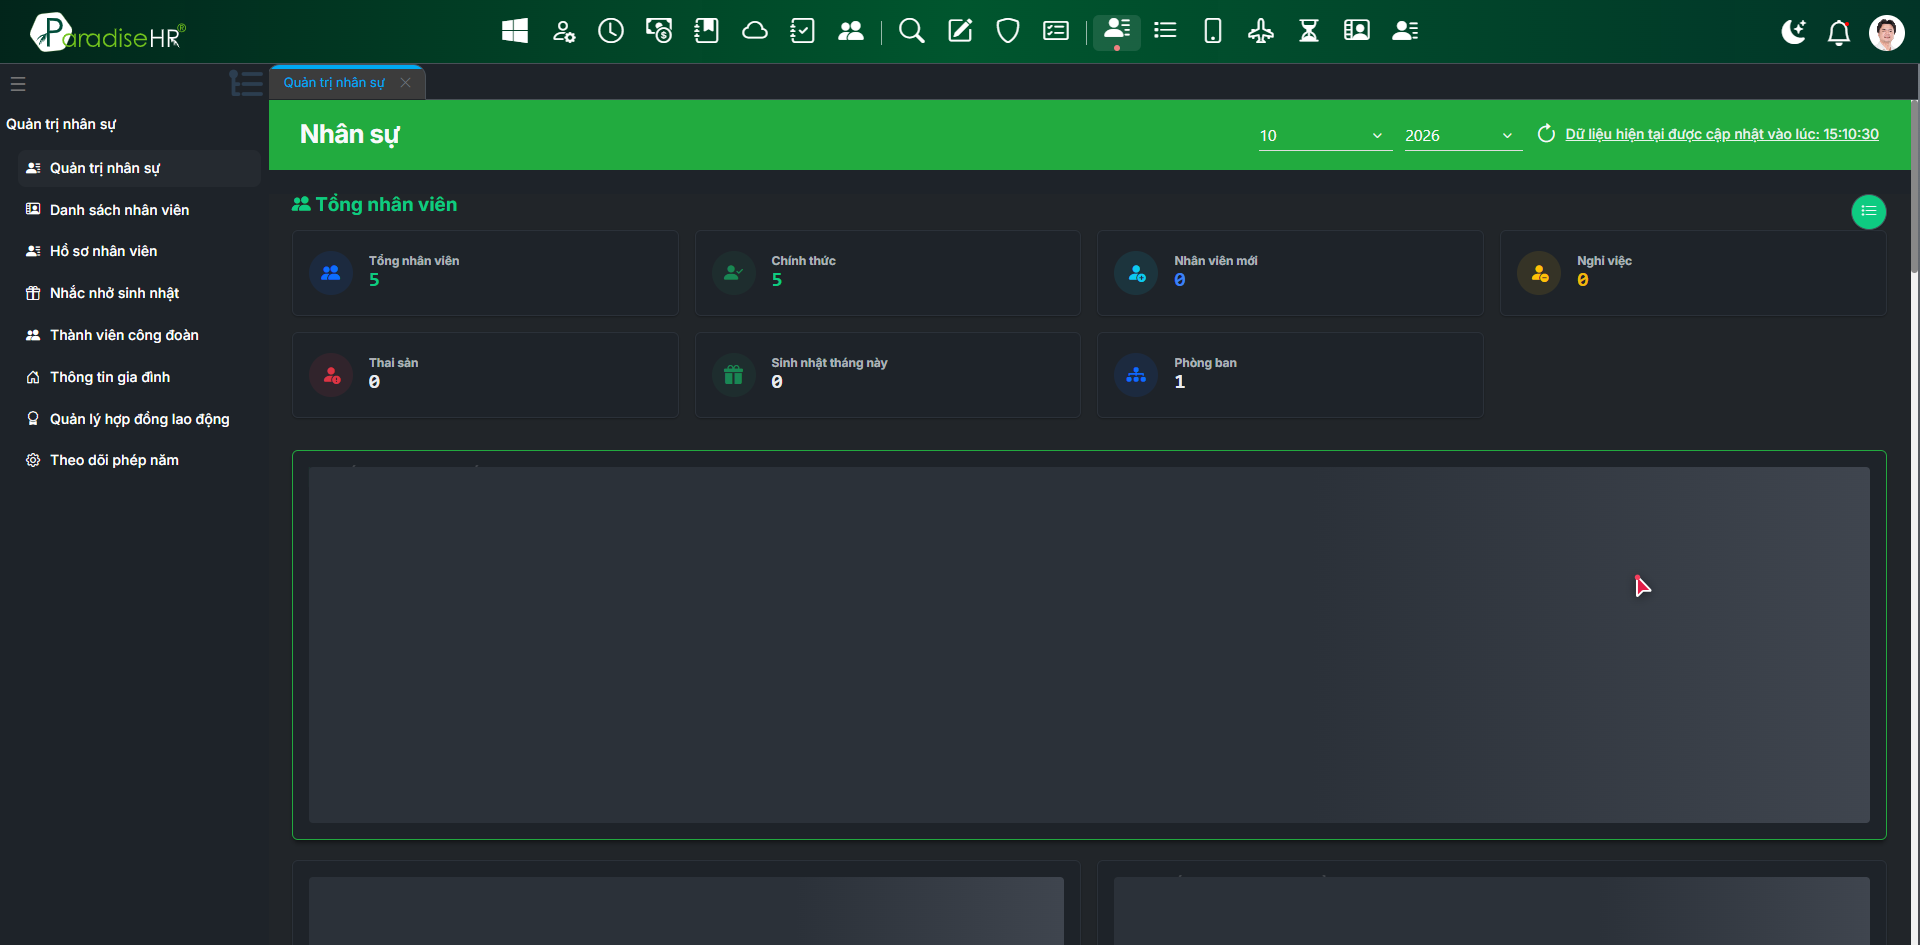 ParadiseHR®
Quản trị nhân sự
Quản trị nhân sự
Quản trị nhân sự
Danh sách nhân viên
Hồ sơ nhân viên
Nhắc nhở sinh nhật
Thành viên công đoàn
Thông tin gia đình
Quản lý hợp đồng lao động
Theo dõi phép năm
Nhân sự
10
2026
Dữ liệu hiện tại được cập nhật vào lúc: 15:10:30
Tổng nhân viên
Tổng nhân viên
5
Chính thức
5
Nhân viên mới
0
Nghỉ việc
0
Thai sản
0
Sinh nhật tháng này
0
Phòng ban
1